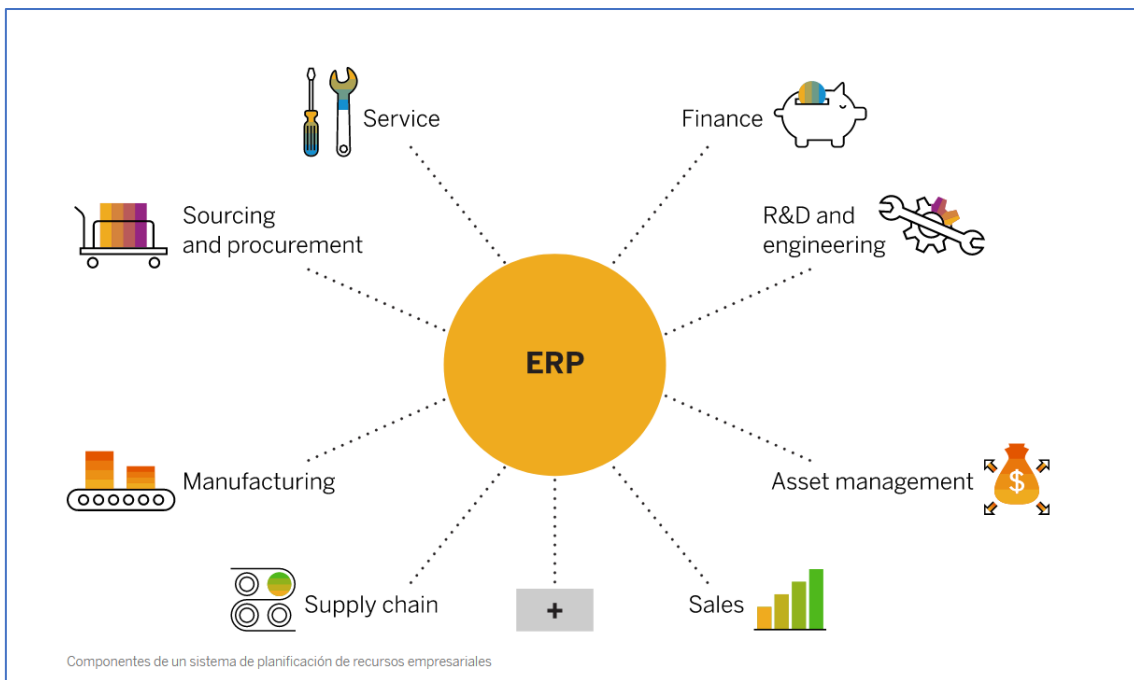 Service
Finance
Sourcing
and procurement
R&D and
engineering
ERP
Manufacturing
Asset management
$
Supply chain
+
Sales
Componentes de un sistema de planificación de recursos empresariales